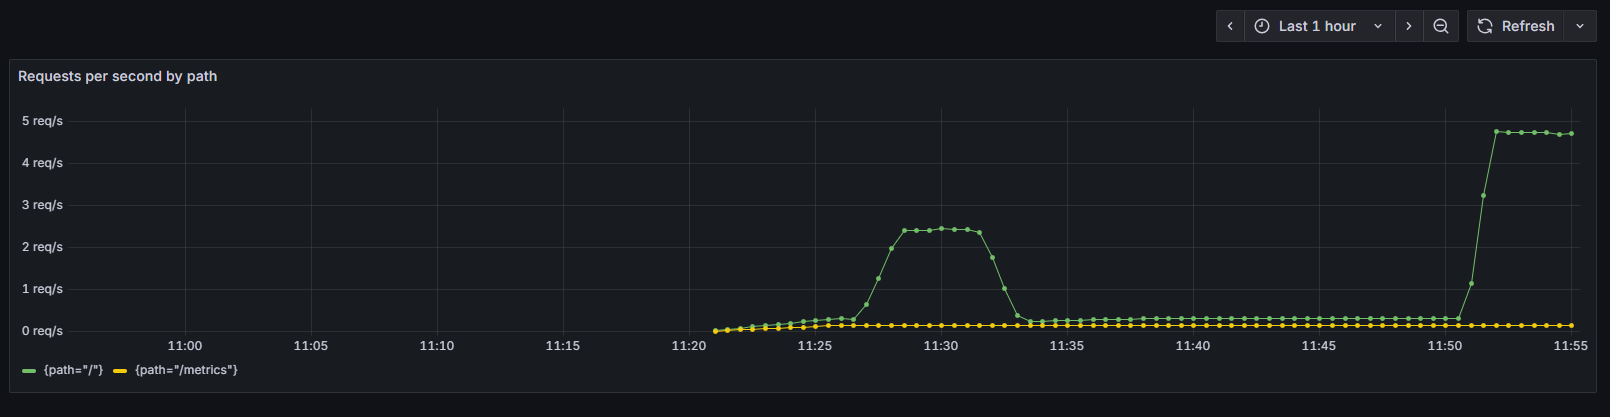 Last 1 hour Refresh
Requests per second by path
5 req/s
4 req/s
3 req/s
2 req/s
1 req/s
0 req/s
11:00 11:05 11:10 11:15 11:20 11:25 11:30 11:35 11:40 11:45 11:50 11:55
{path="/"} {path="/metrics"}